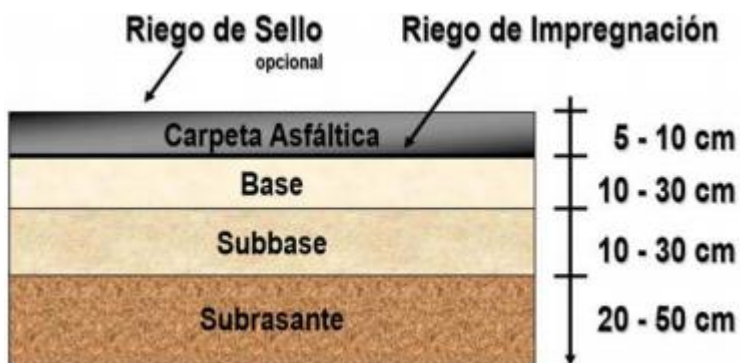 Riego de Sello
opcional
Riego de Impregnación
Carpeta Asfáltica
5 - 10 cm
Base
10 - 30 cm
Subbase
10 - 30 cm
Subrasante
20 - 50 cm